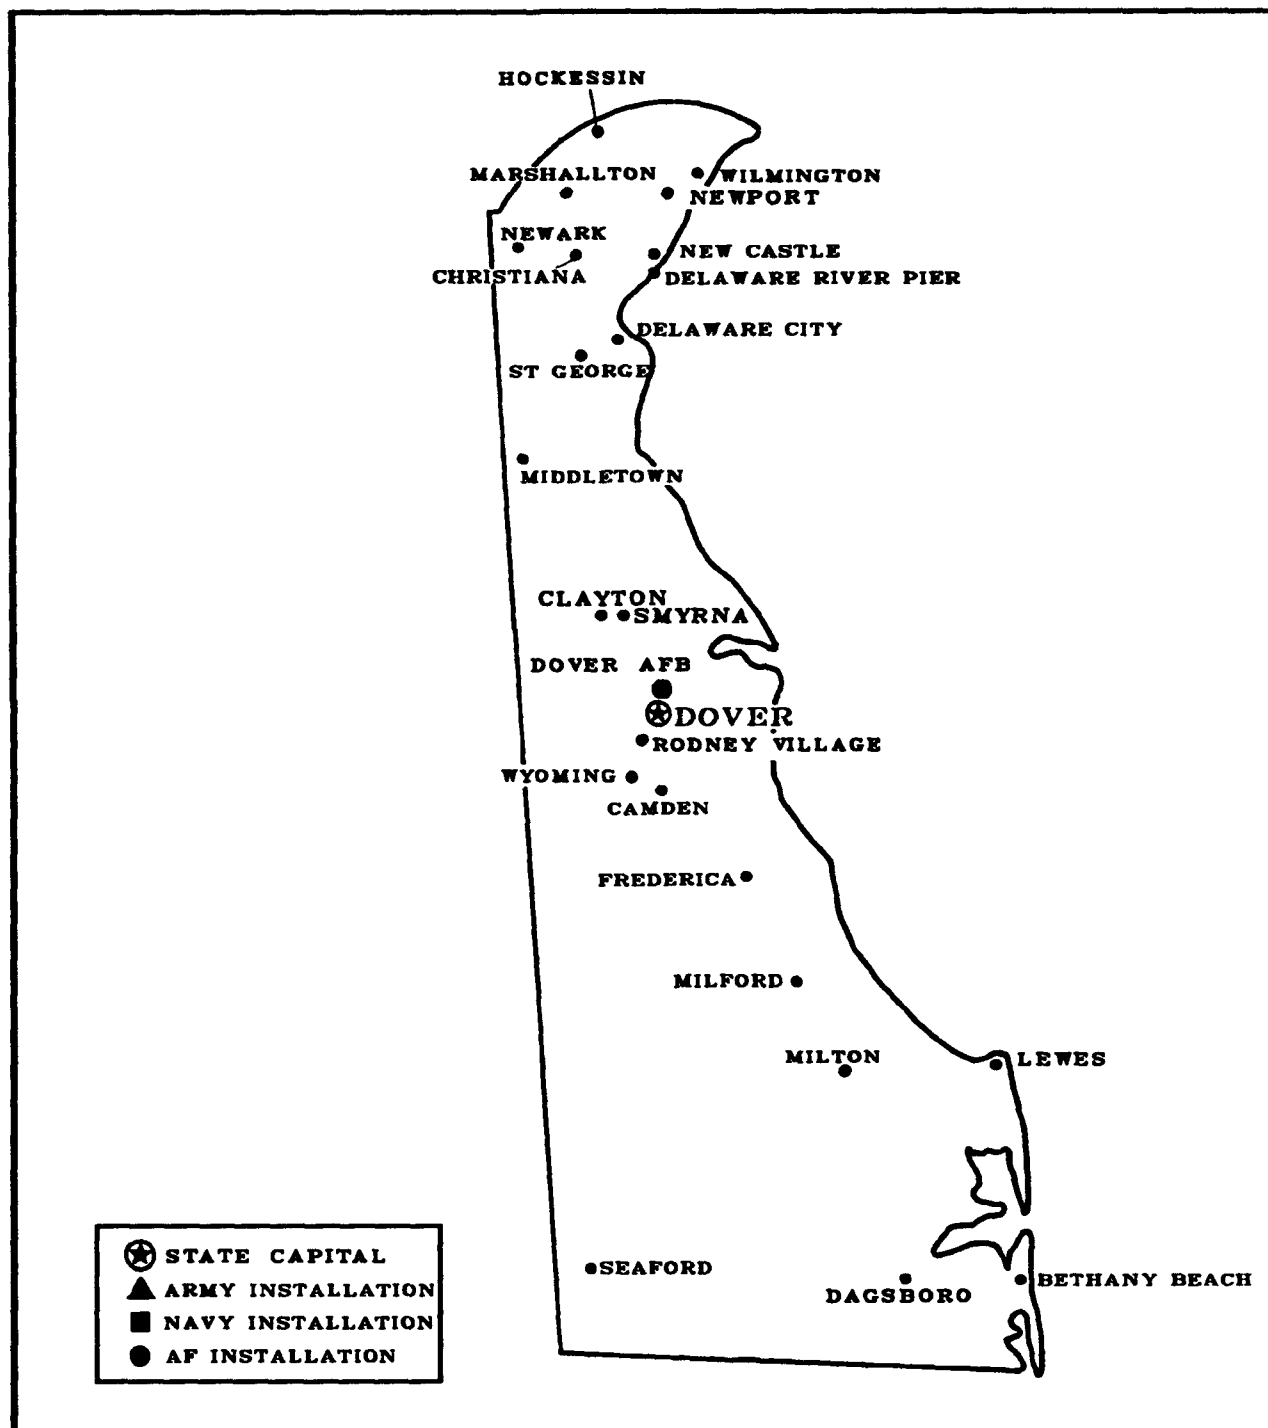 HOCKESSIN
MARSHALLTON
WILMINGTON
NEWPORT
NEWARK
NEW CASTLE
CHRISTIANA
DELAWARE RIVER PIER
DELAWARE CITY
ST GEORGE
MIDDLETOWN
CLAYTON
SMYRNA
DOVER AFB
DOVER
RODNEY VILLAGE
WYOMING
CAMDEN
FREDERICA
MILFORD
MILTON
LEWES
SEAFORD
DAGSBORO
BETHANY BEACH
STATE CAPITAL
ARMY INSTALLATION
NAVY INSTALLATION
AF INSTALLATION